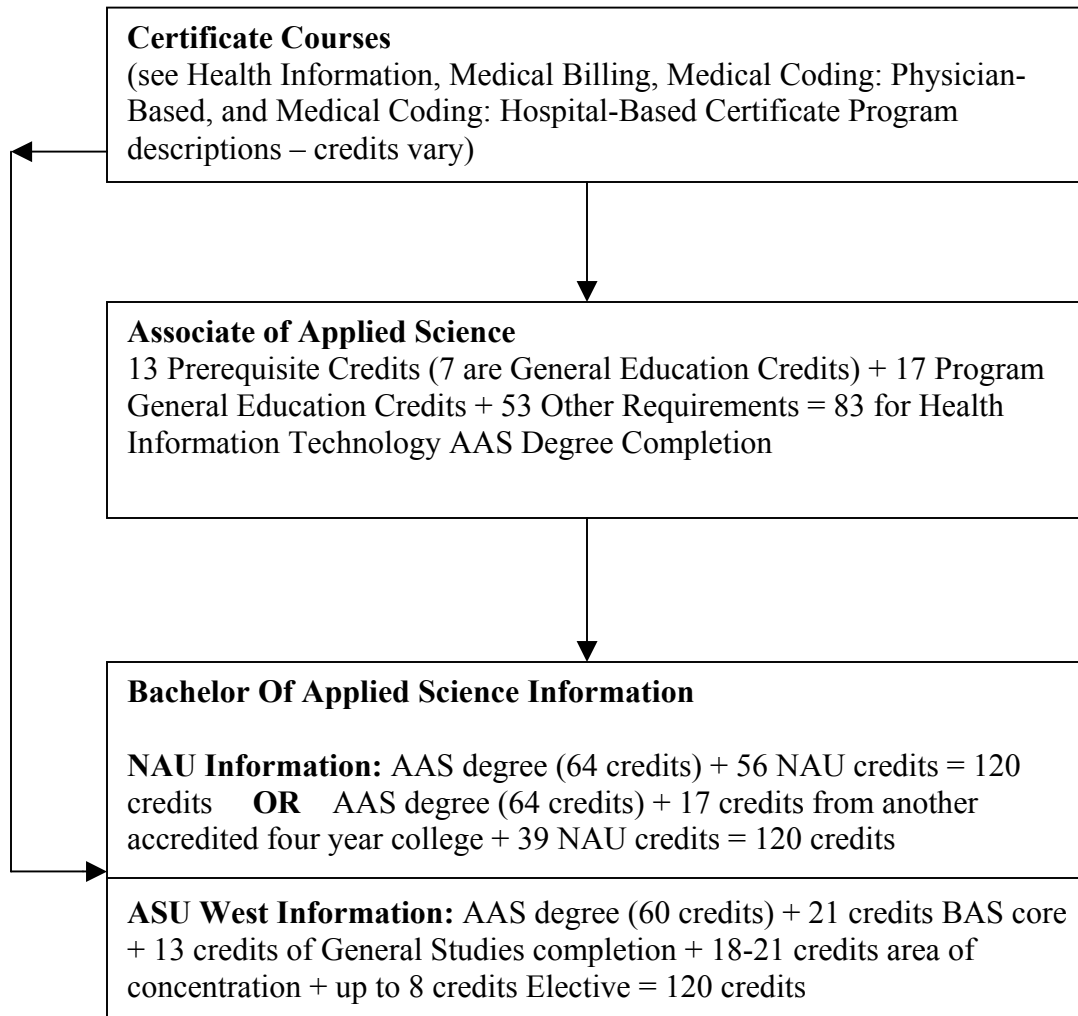 Certificate Courses
(see Health Information, Medical Billing, Medical Coding: Physician-
Based, and Medical Coding: Hospital-Based Certificate Program
descriptions – credits vary)
Associate of Applied Science
13 Prerequisite Credits (7 are General Education Credits) + 17 Program
General Education Credits + 53 Other Requirements = 83 for Health
Information Technology AAS Degree Completion
Bachelor Of Applied Science Information
NAU Information: AAS degree (64 credits) + 56 NAU credits = 120
credits OR AAS degree (64 credits) + 17 credits from another
accredited four year college + 39 NAU credits = 120 credits
ASU West Information: AAS degree (60 credits) + 21 credits BAS core
+ 13 credits of General Studies completion + 18-21 credits area of
concentration + up to 8 credits Elective = 120 credits